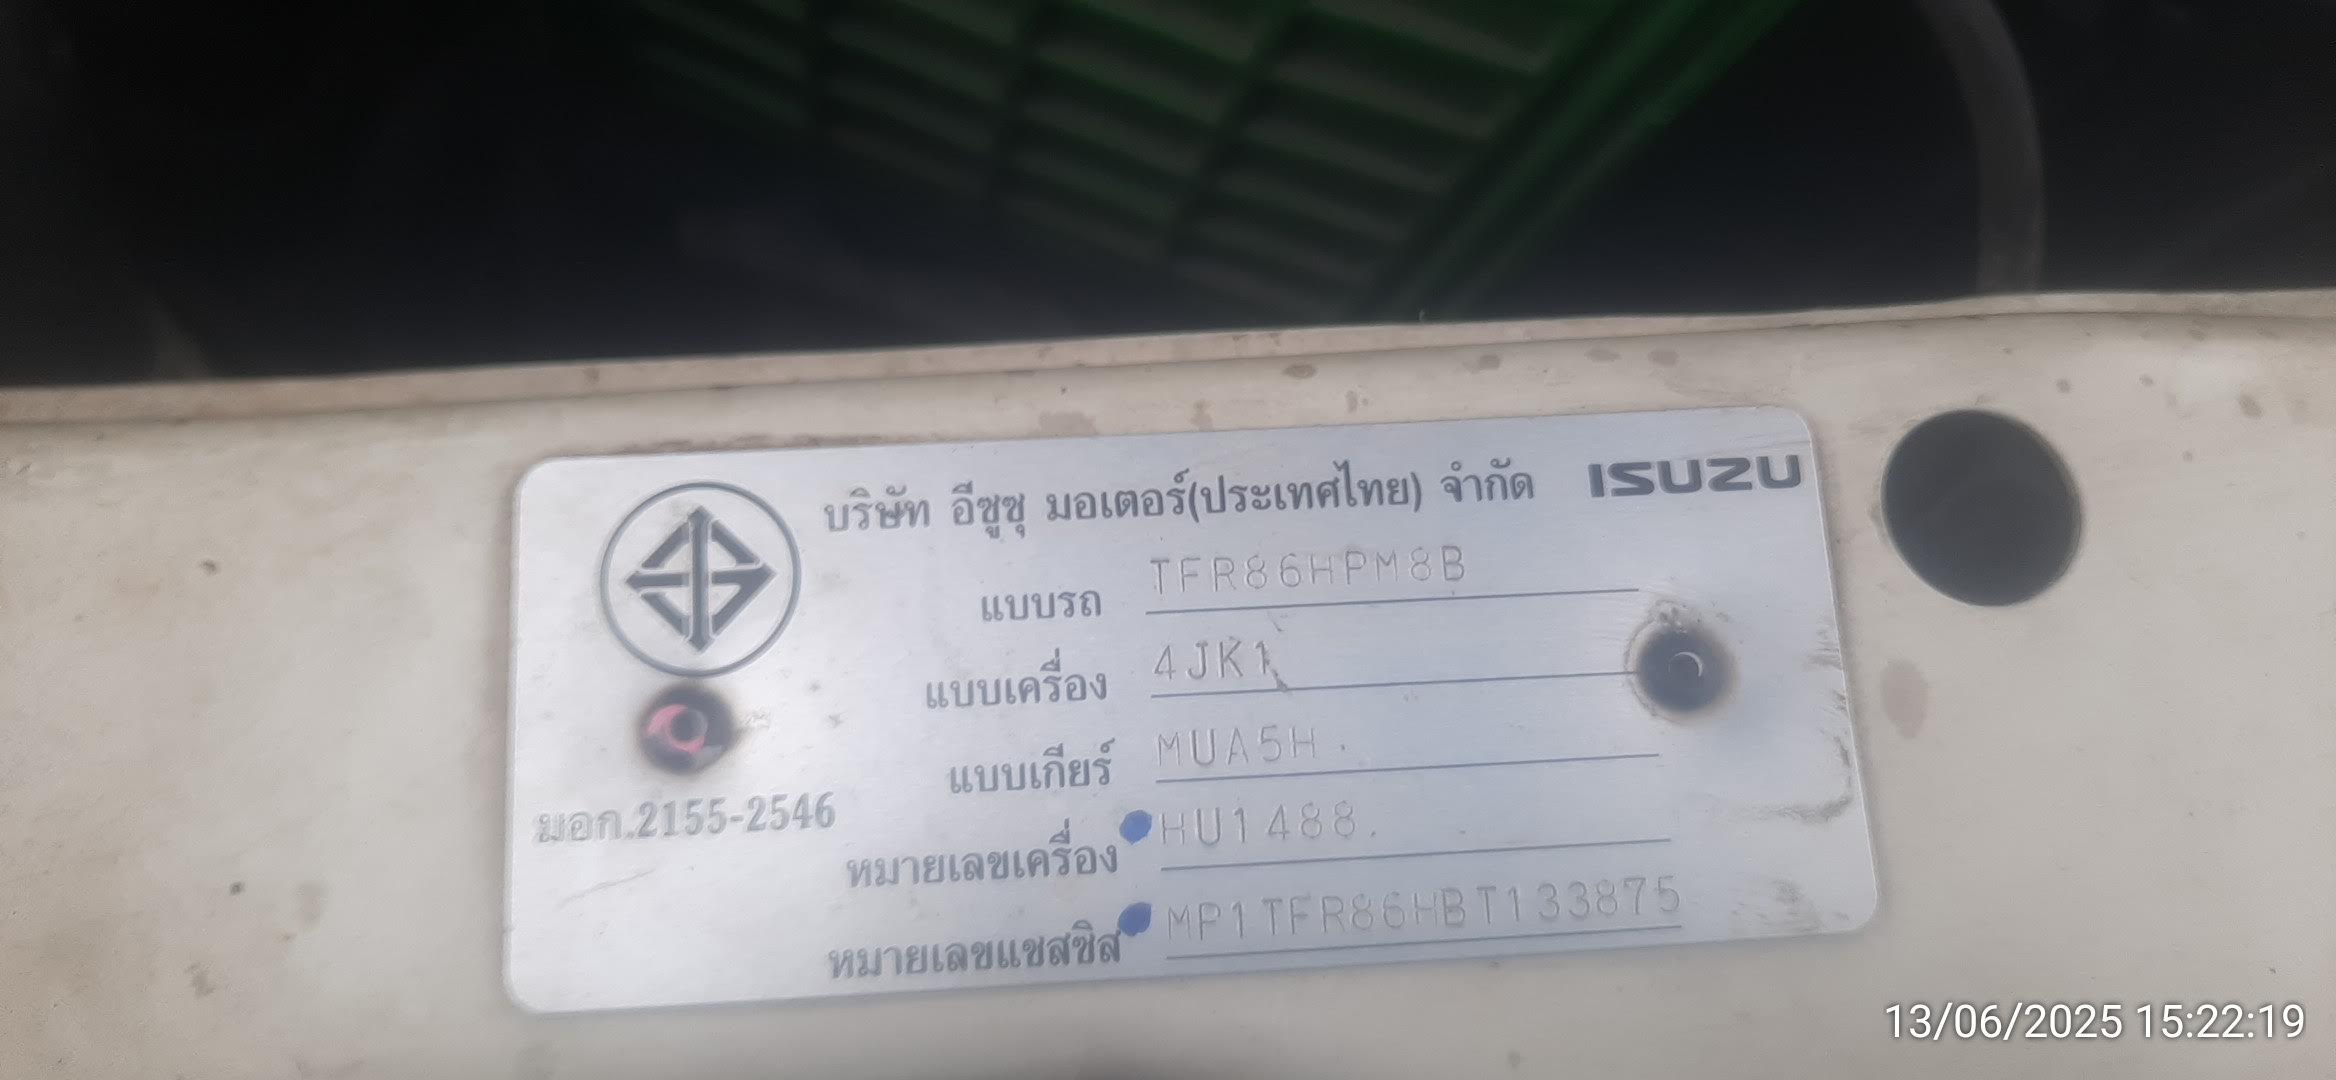 บริษัท อีซูซุ มอเตอร์(ประเทศไทย) จำกัด ISUZU
แบบรถ TFR86HPM8B
แบบเครื่อง 4JK1
แบบเกียร์ MUA5H.
มอก.2155-2546
หมายเลขเครื่อง HU1488.
หมายเลขแชสซิส MP1TFR86HBT133875
13/06/2025 15:22:19